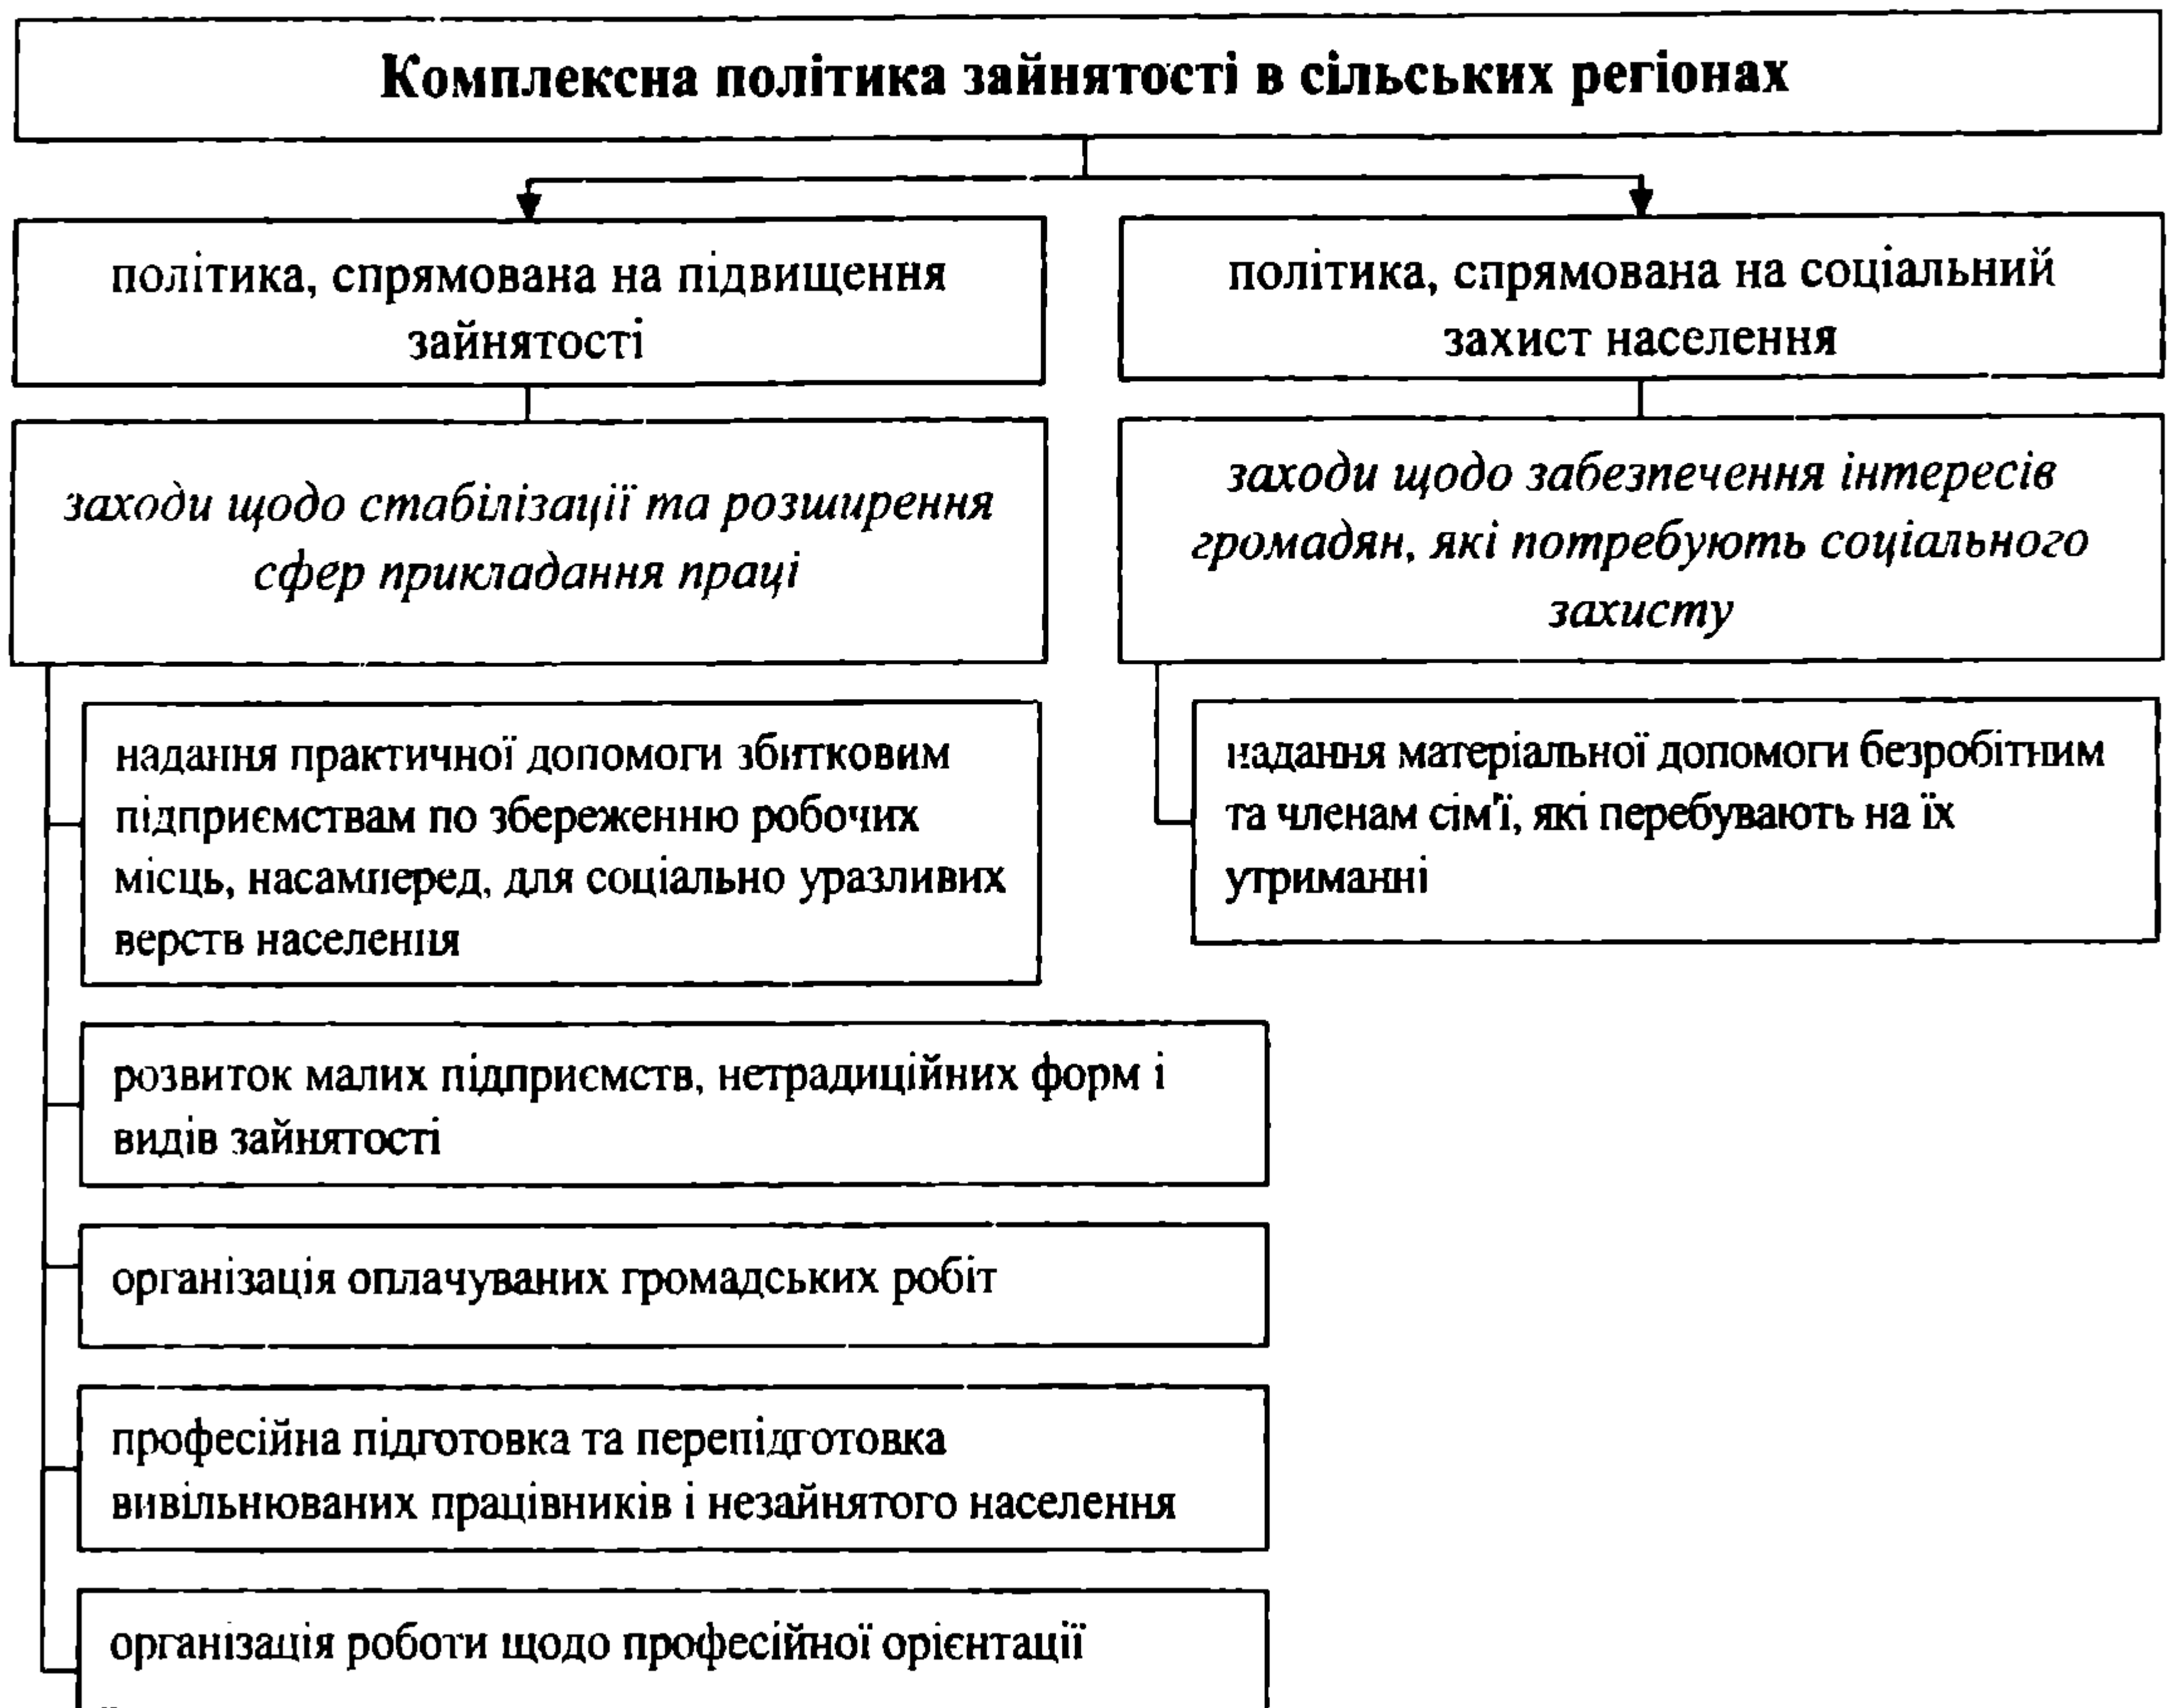 Комплексна політика зайнятості в сільських регіонах
політика, спрямована на підвищення
зайнятості
політика, спрямована на соціальний
захист населення
заходи щодо стабілізації та розширення
сфер прикладання праці
заходи щодо забезпечення інтересів
громадян, які потребують соціального
захисту
надання практичної допомоги збитковим
підприємствам по збереженню робочих
місць, насамперед, для соціально уразливих
верств населення
надання матеріальної допомоги безробітним
та членам сім'ї, які перебувають на їх
утриманні
розвиток малих підприємств, нетрадиційних форм і
видів зайнятості
організація оплачуваних громадських робіт
професійна підготовка та перепідготовка
вивільнюваних працівників і незайнятого населення
організація роботи щодо професійної орієнтації